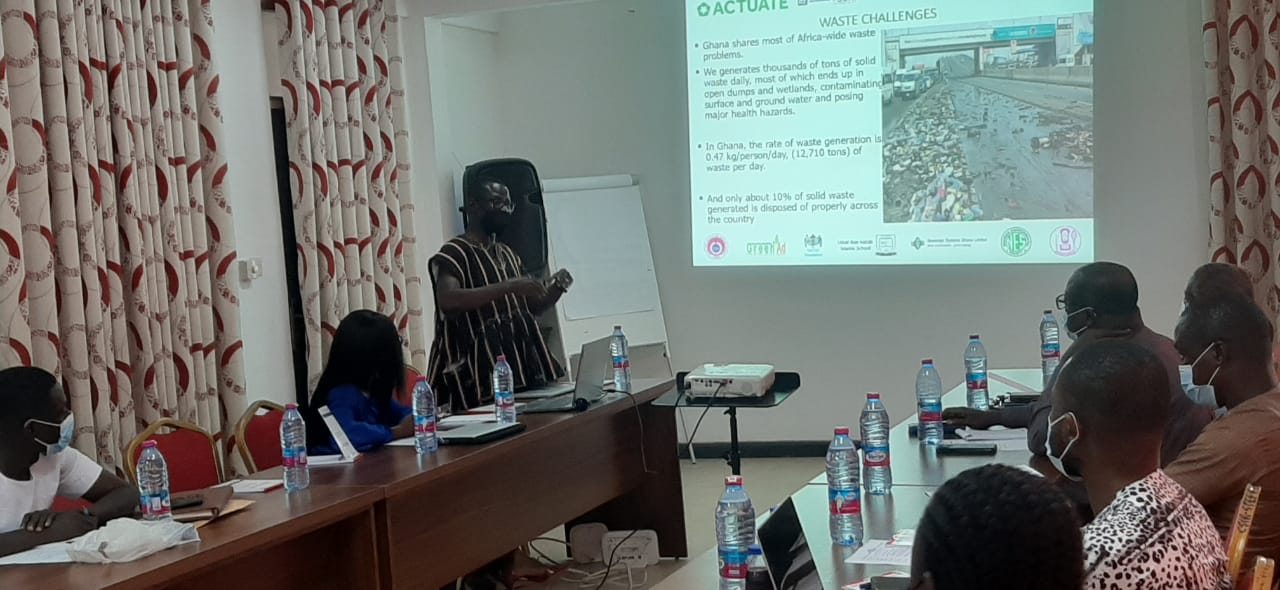 ACTUATE
WASTE CHALLENGES
Ghana shares most of Africa-wide waste
problems.
We generates thousands of tons of solid
waste daily, most of which ends up in
open dumps and wetlands, contaminating
surface and ground water and posing
major health hazards.
In Ghana, the rate of waste generation is
0.47 kg/person/day, (12,710 tons) of
waste per day.
And only about 10% of solid waste
generated is disposed of properly across
the country
GreenAd
Islamic School
NES